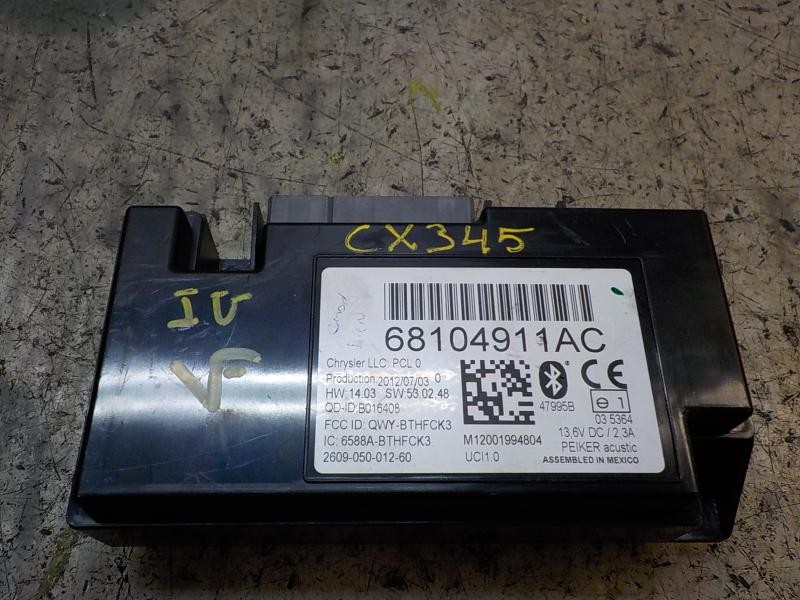 CX345
IU
VF
68104911AC
Chrysler LLC: PCL 0
Production: 2012/07/03 0
HW: 14.03 SW: 53.02.48
QD-ID: B016408
FCC ID: QWY-BTHFCK3
IC: 6588A-BTHFCK3
2609-050-012-60
M12001994804
UCI1.0
47995B
CE
e 1
03 5364
13,6V DC / 2,3A
PEIKER acustic
ASSEMBLED IN MEXICO